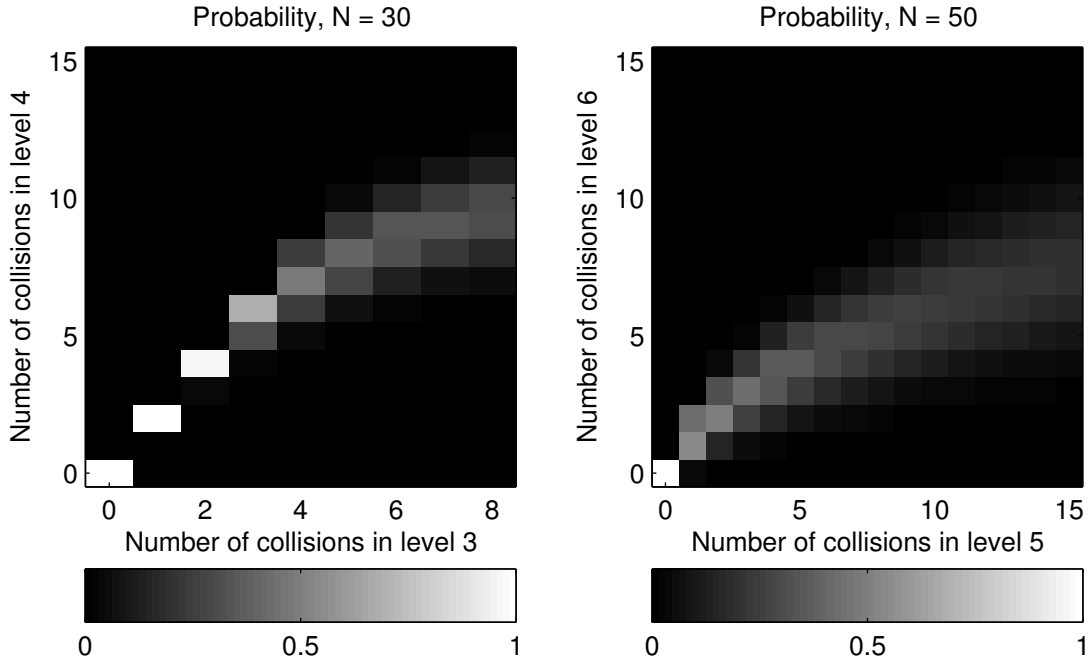 Probability, N = 30
Number of collisions in level 4
15
10
5
0
0 2 4 6 8
Number of collisions in level 3
0 0.5 1
Probability, N = 50
Number of collisions in level 6
15
10
5
0
0 5 10 15
Number of collisions in level 5
0 0.5 1